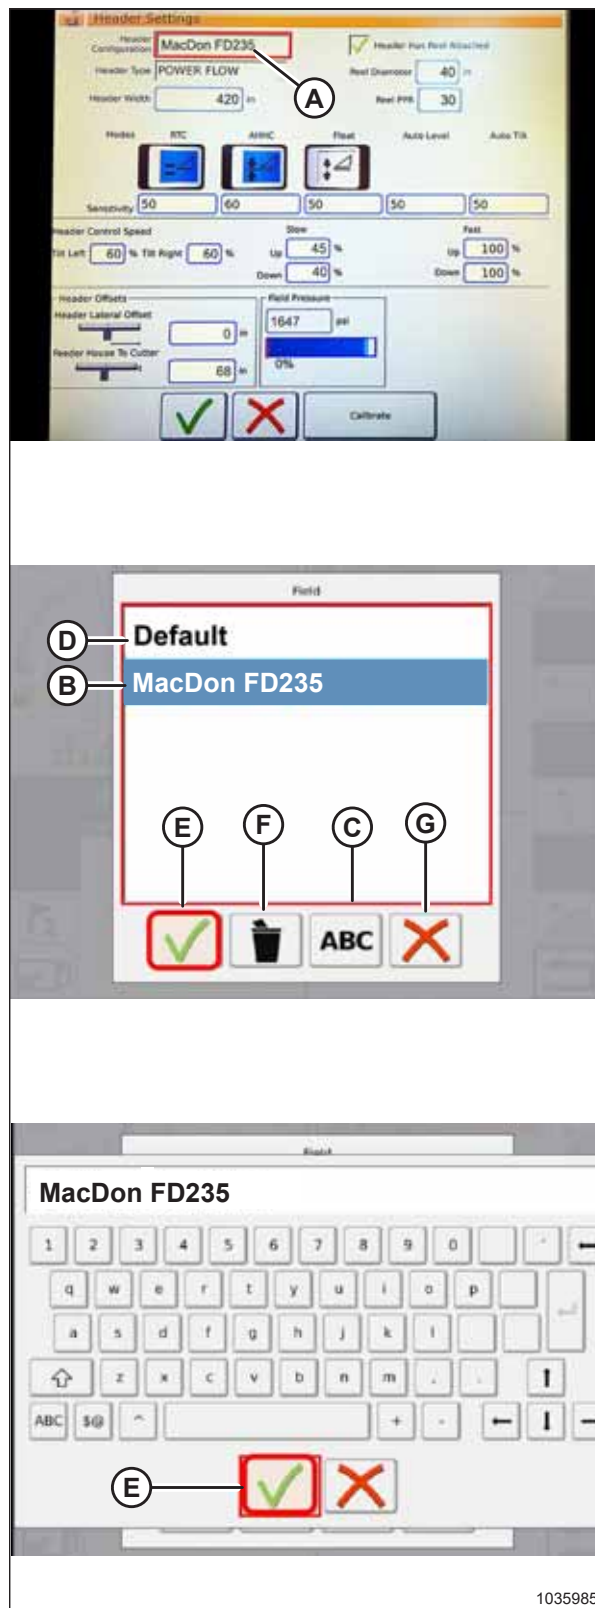 Header Settings
Header Configuration MacDon FD235 Header Has Reel Attached
A
Header Type POWER FLOW Reel Diameter 40 in
Header Width 420 in Reel PPR 30
Modes RTC AHHC Float Auto Level Auto Tilt
Sensitivity 50 60 50 50 50
Header Control Speed Slow Fast
Tilt Left 60 % Tilt Right 60 % Up 45 % Up 100 %
Down 40 % Down 100 %
Header Offsets Field Pressure
Header Lateral Offset 0 in 1647 psi
Feeder House To Cutter 68 in 0%
Calibrate
Field
D Default
B MacDon FD235
E F C G
ABC
Field
MacDon FD235
1 2 3 4 5 6 7 8 9 0 '
q w e r t y u i o p
a s d f g h j k l
z x c v b n m , .
ABC $@ ^ + -
E
1035985